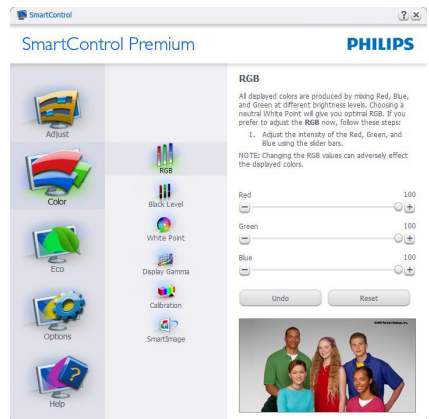 SmartControl
? ×
SmartControl Premium
PHILIPS
Adjust
Color
Eco
Options
Help
RGB
Black Level
White Point
Display Gamma
Calibration
SmartImage
RGB
All displayed colors are produced by mixing Red, Blue,
and Green at different brightness levels. Choosing a
neutral White Point will give you optimal RGB. If you
prefer to adjust the RGB now, follow these steps:
1. Adjust the intensity of the Red, Green, and
Blue using the slider bars.
NOTE: Changing the RGB values can adversely effect
the displayed colors.
Red 100
Green 100
Blue 100
Undo
Reset